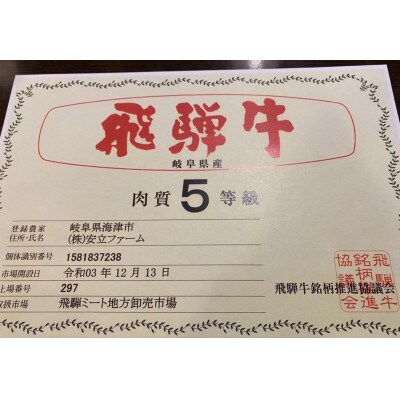 飛騨牛
岐阜県産
肉質 5 等級
登録農家
住所・氏名
岐阜県海津市
(株)安立ファーム
個体識別番号 1581837238
市場開設日 令和03年12月13日
上場番号 297
取扱市場 飛騨ミート地方卸売市場
飛騨牛銘柄推進協議会
飛騨牛
銘柄推進
協議会